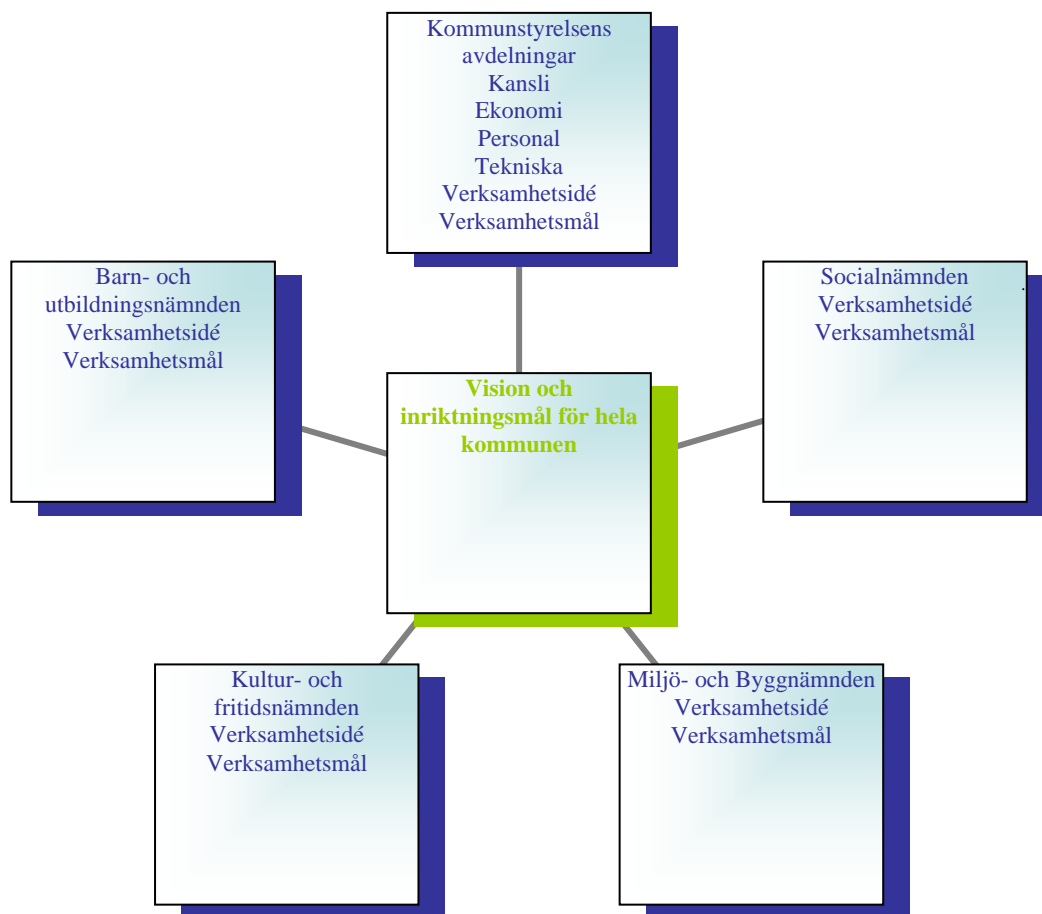 Kommunstyrelsens
avdelningar
Kansli
Ekonomi
Personal
Tekniska
Verksamhetsidé
Verksamhetsmål
Barn- och
utbildningsnämnden
Verksamhetsidé
Verksamhetsmål
Socialnämnden
Verksamhetsidé
Verksamhetsmål
.
Vision och
inriktningsmål för hela
kommunen
Kultur- och
fritidsnämnden
Verksamhetsidé
Verksamhetsmål
Miljö- och Byggnämnden
Verksamhetsidé
Verksamhetsmål